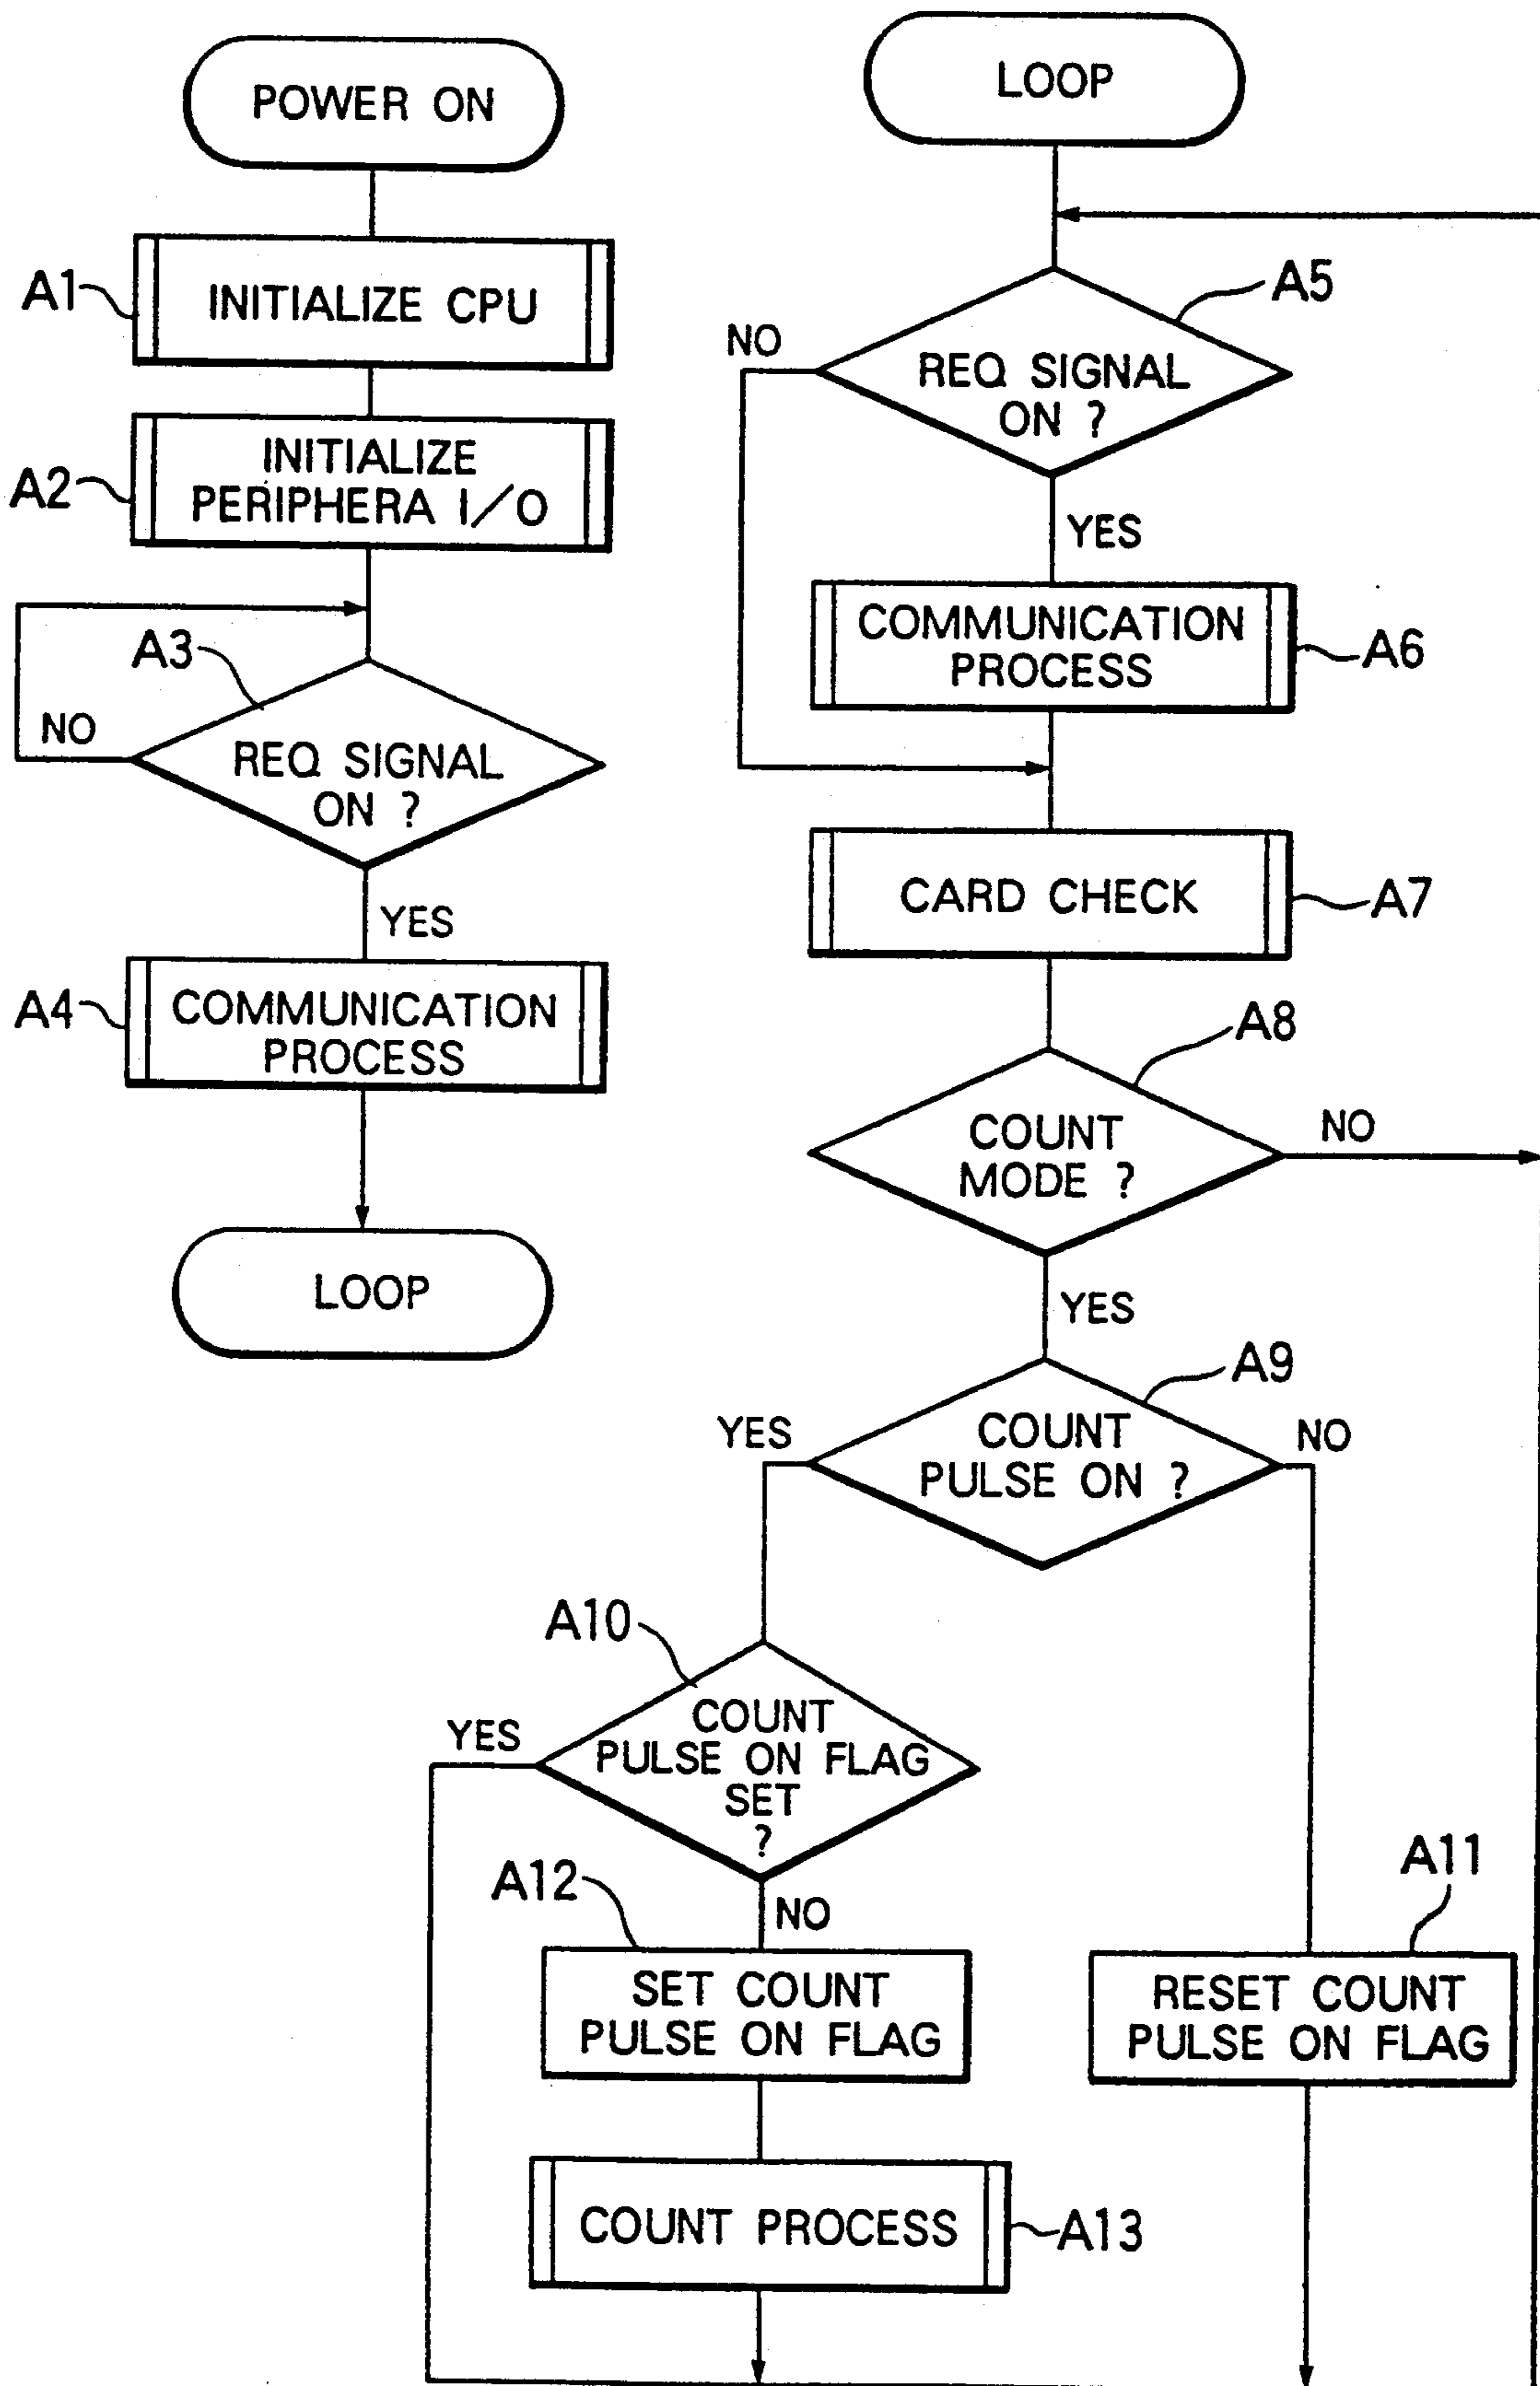 POWER ON
A1
INITIALIZE CPU
A2
INITIALIZE
PERIPHERA I/O
A3
NO
REQ SIGNAL
ON ?
YES
A4
COMMUNICATION
PROCESS
LOOP
LOOP
A5
NO
REQ SIGNAL
ON ?
YES
COMMUNICATION
PROCESS
A6
CARD CHECK
A7
A8
COUNT
MODE ?
NO
YES
A9
YES
COUNT
PULSE ON ?
NO
A10
YES
COUNT
PULSE ON FLAG
SET
?
A12
NO
A11
SET COUNT
PULSE ON FLAG
RESET COUNT
PULSE ON FLAG
COUNT PROCESS
A13